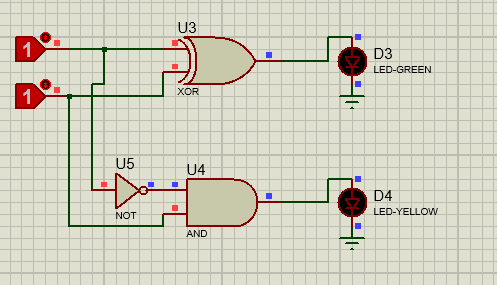 U3
1
D3
LED-GREEN
XOR
1
U5
U4
D4
LED-YELLOW
NOT
AND